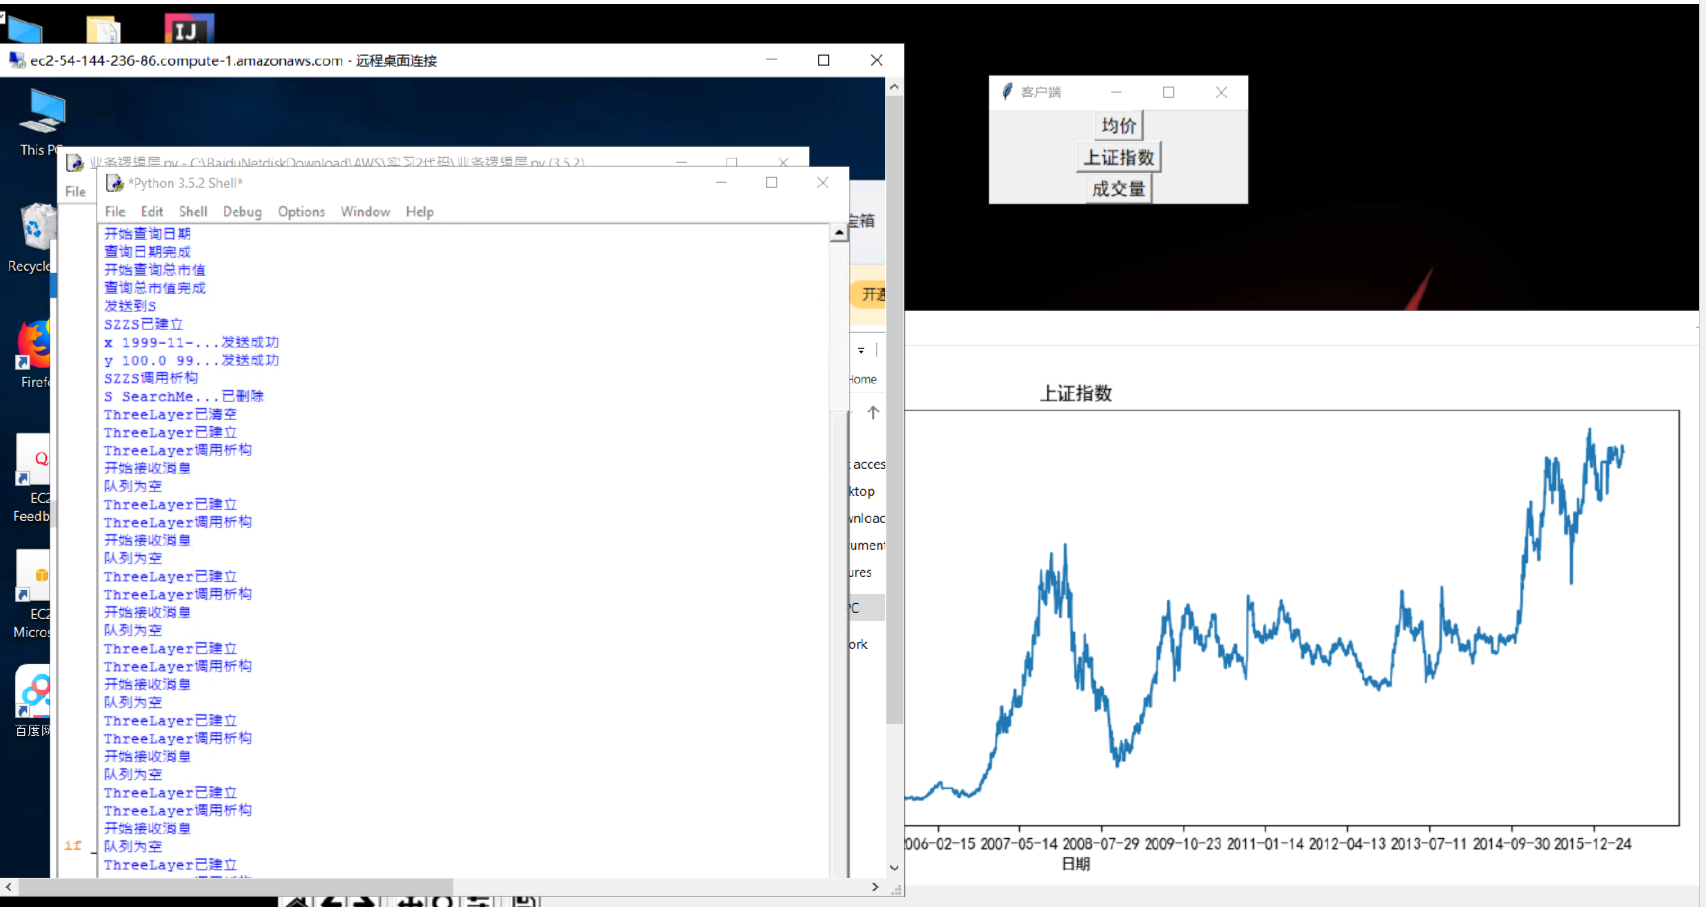 ec2-54-144-236-86.compute-1.amazonaws.com - 远程桌面连接
This PC
Recycle
Firefo
EC2
Feedb
EC2
Micros
业务逻辑层.py - C:\BaiduNetdiskDownload\AWS\实习2代码\业务逻辑层.py (3.5.2)
File
*Python 3.5.2 Shell*
File Edit Shell Debug Options Window Help
开始查询日期
查询日期完成
开始查询总市值
查询总市值完成
发送到S
SZZS已建立
x 1999-11-...发送成功
y 100.0 99...发送成功
SZZS调用析构
S SearchMe...已删除
ThreeLayer已清空
ThreeLayer已建立
ThreeLayer调用析构
开始接收消息
队列为空
ThreeLayer已建立
ThreeLayer调用析构
开始接收消息
队列为空
ThreeLayer已建立
ThreeLayer调用析构
开始接收消息
队列为空
ThreeLayer已建立
ThreeLayer调用析构
开始接收消息
队列为空
ThreeLayer已建立
ThreeLayer调用析构
开始接收消息
队列为空
ThreeLayer已建立
ThreeLayer调用析构
开始接收消息
队列为空
ThreeLayer已建立
if
百度网
宝箱
开通
Home
acces
ktop
wnload
ument
ures
PC
ork
客户端
均价
上证指数
成交量
上证指数
2006-02-15 2007-05-14 2008-07-29 2009-10-23 2011-01-14 2012-04-13 2013-07-11 2014-09-30 2015-12-24
日期